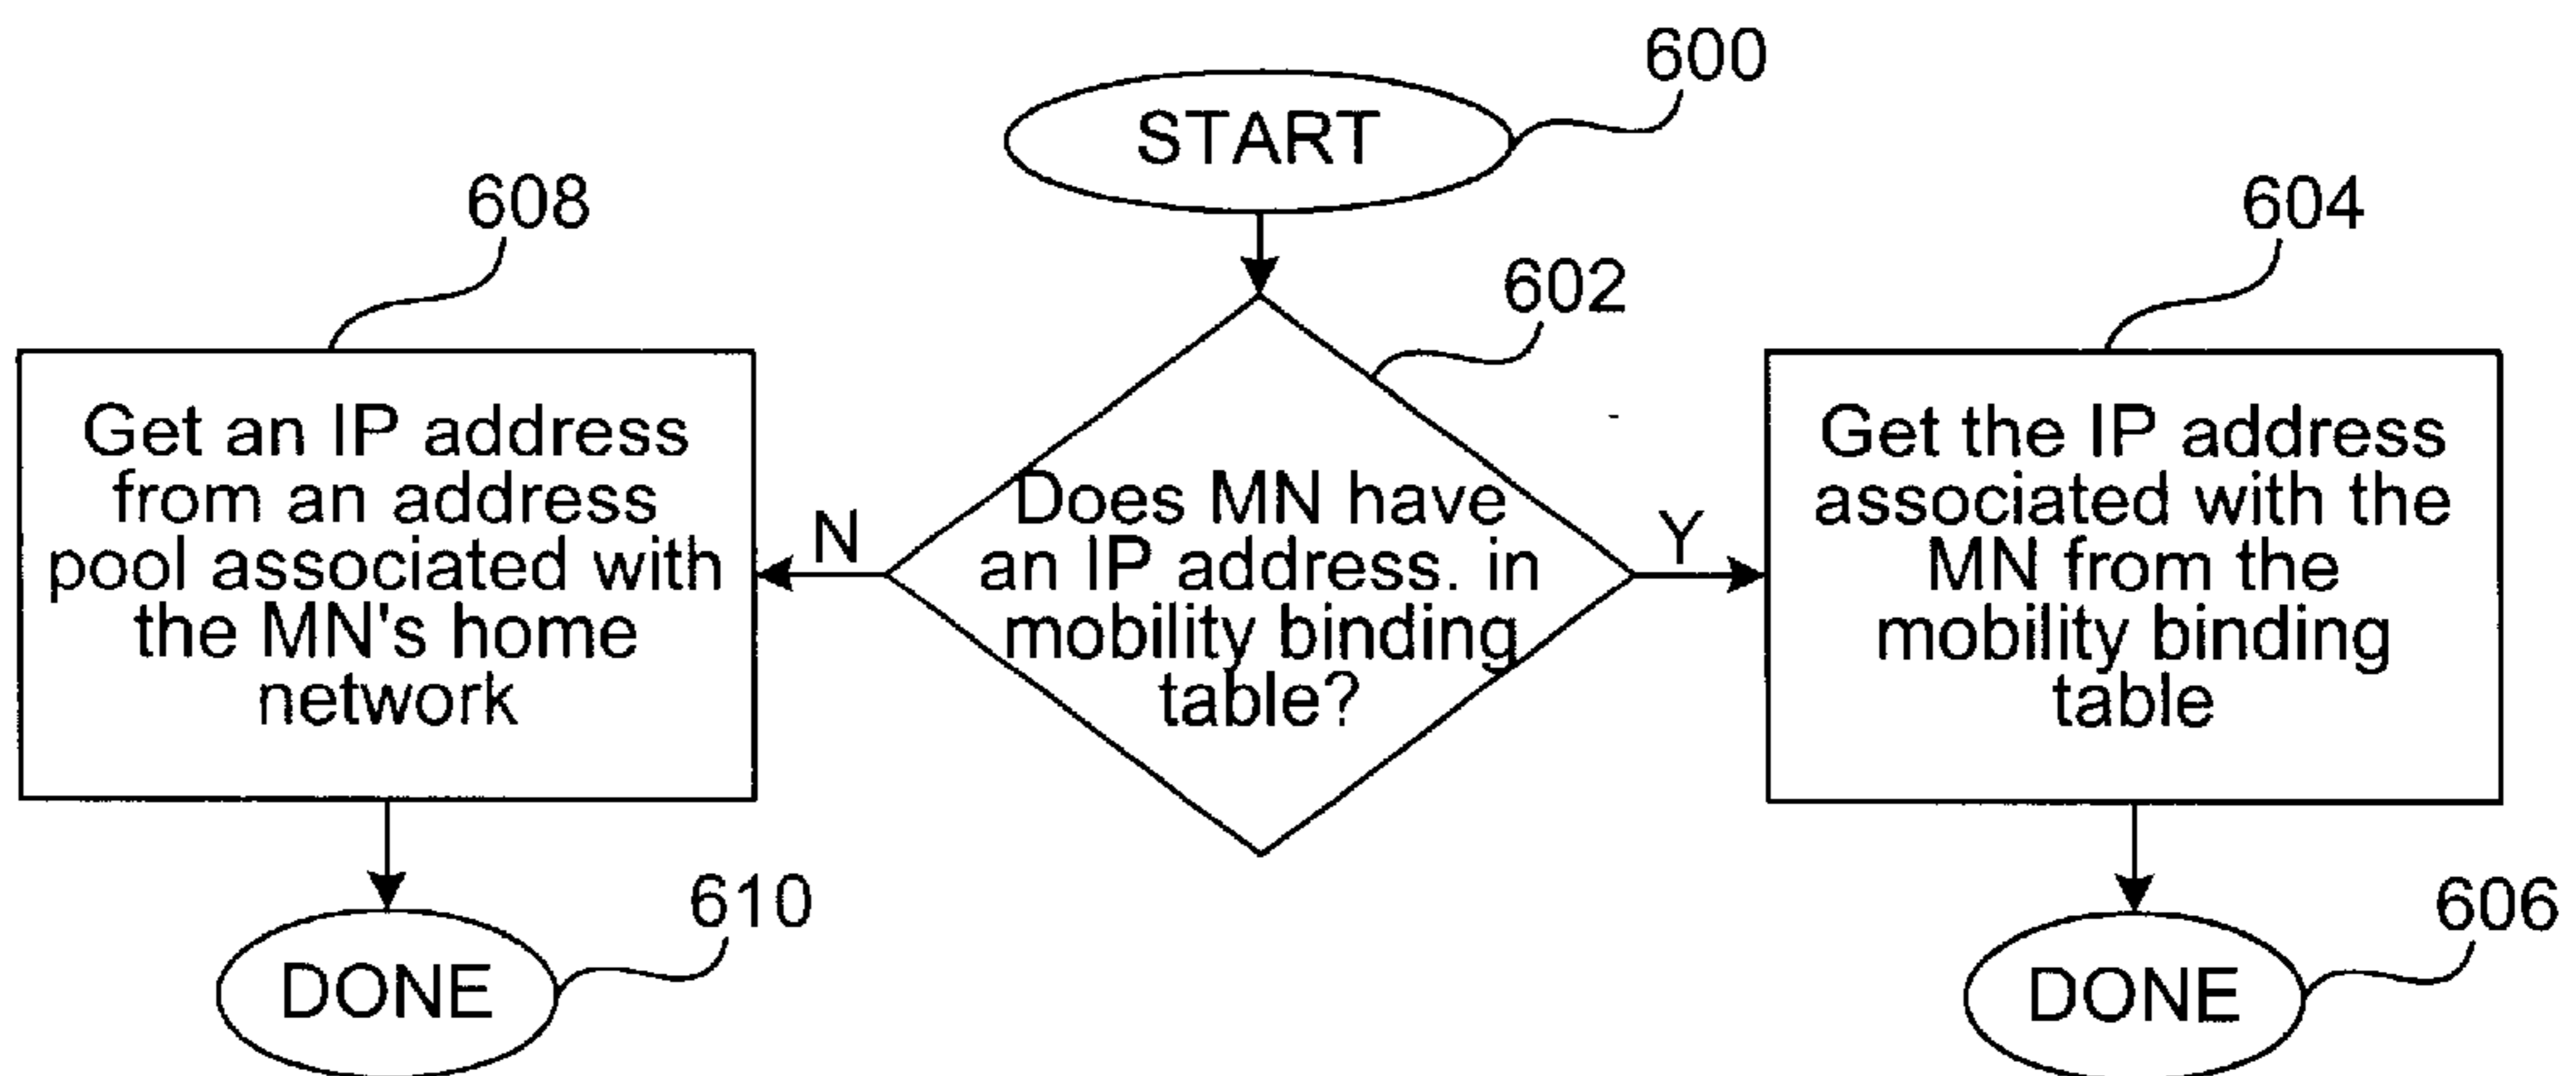 600
START
608
604
602
Get an IP address
from an address
pool associated with
the MN's home
network
N
Does MN have
an IP address. in
mobility binding
table?
Y
Get the IP address
associated with the
MN from the
mobility binding
table
610
DONE
606
DONE